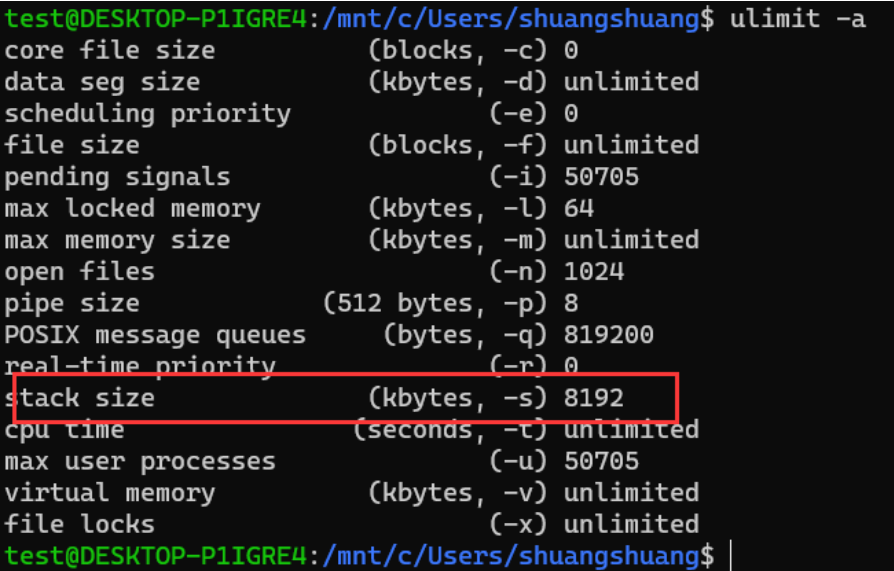 test@DESKTOP-P1IGRE4:/mnt/c/Users/shuangshuang$ ulimit -a
core file size          (blocks, -c) 0
data seg size           (kbytes, -d) unlimited
scheduling priority             (-e) 0
file size               (blocks, -f) unlimited
pending signals                 (-i) 50705
max locked memory       (kbytes, -l) 64
max memory size         (kbytes, -m) unlimited
open files                      (-n) 1024
pipe size            (512 bytes, -p) 8
POSIX message queues     (bytes, -q) 819200
real-time priority              (-r) 0
stack size              (kbytes, -s) 8192
cpu time               (seconds, -t) unlimited
max user processes              (-u) 50705
virtual memory          (kbytes, -v) unlimited
file locks                      (-x) unlimited
test@DESKTOP-P1IGRE4:/mnt/c/Users/shuangshuang$